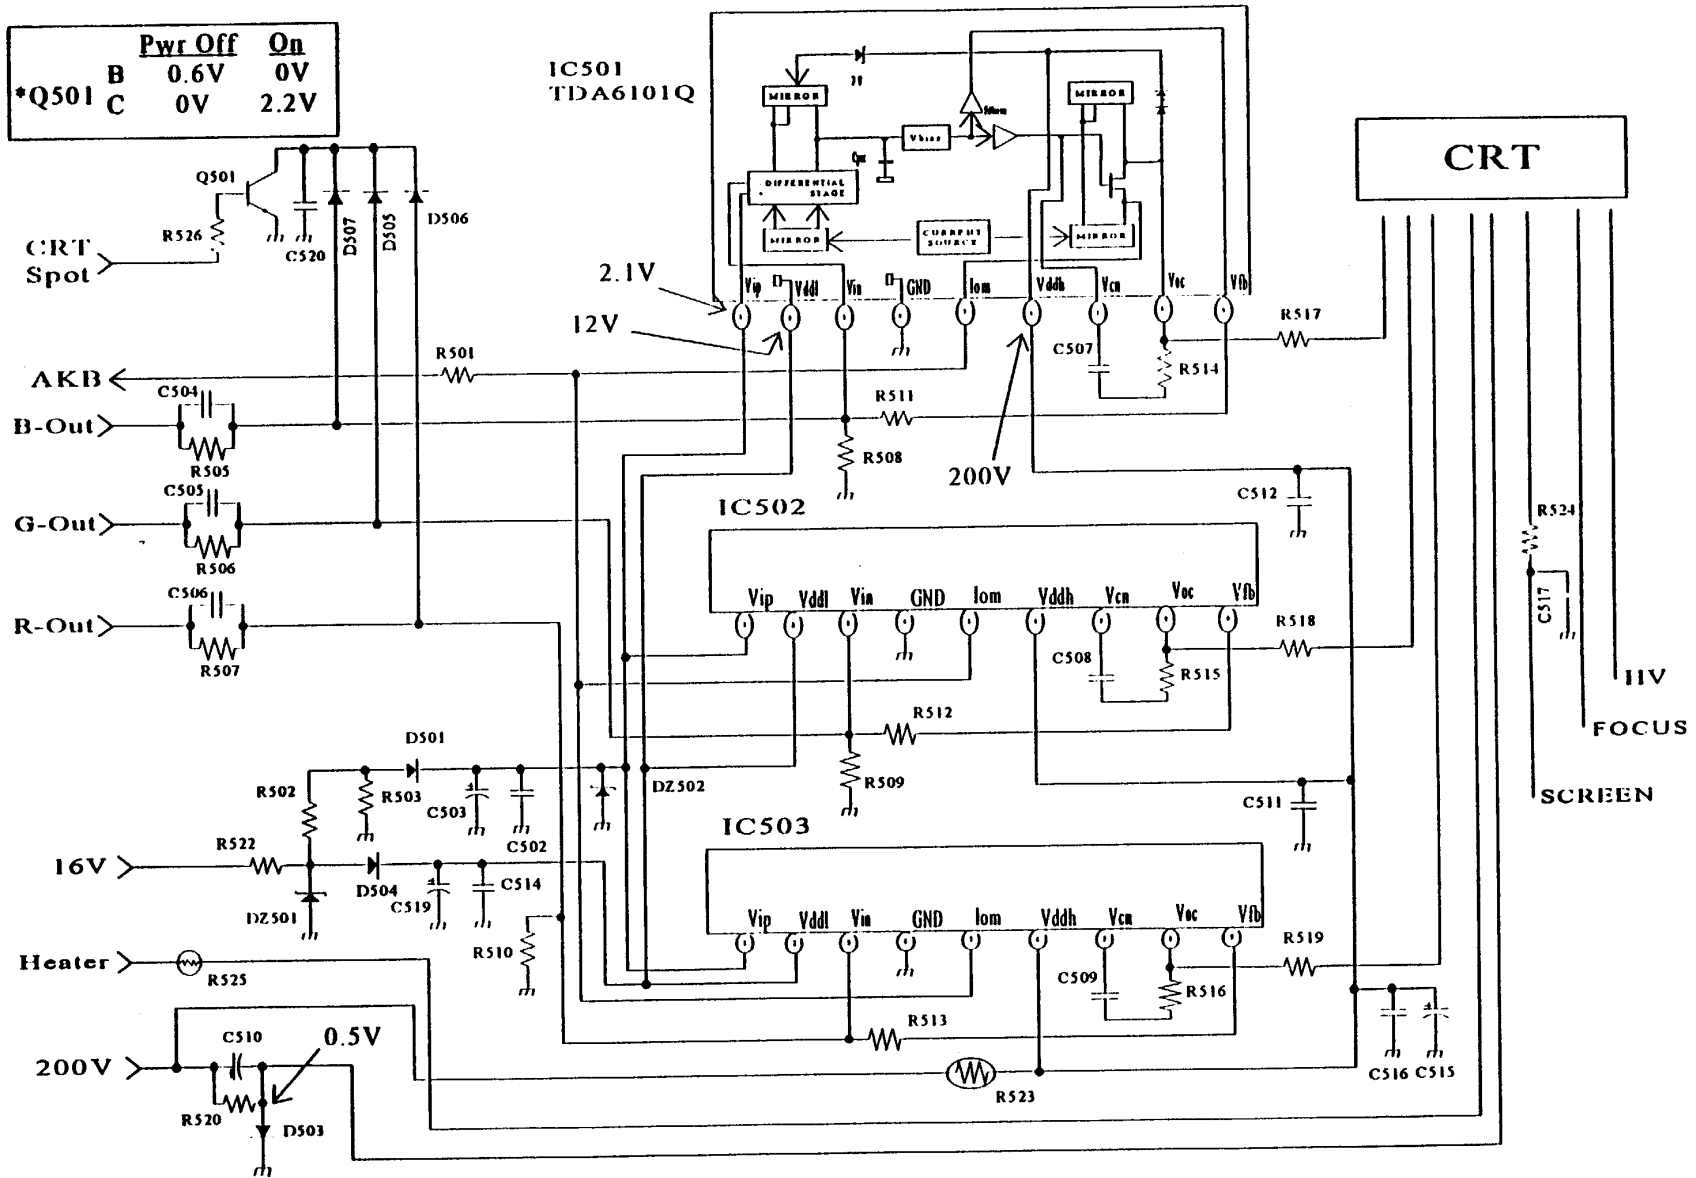 Pwr Off On
B 0.6V 0V
*Q501 C 0V 2.2V
IC501
TDA6101Q
MIRROR
MIRROR
Vbias
DIFFERENTIAL
STAGE
MIRROR
CURRENT
SOURCE
MIRROR
CRT
Q501
R526
C520
D507
D505
D506
CRT
Spot
2.1V
12V
Vip
Vddl
Vin
GND
Iom
Vddh
Vcn
Voc
Vfb
R517
C507
R514
R501
AKB
C504
B-Out
R505
R511
R508
200V
C512
C505
G-Out
R506
IC502
Vip
Vddl
Vin
GND
Iom
Vddh
Vcn
Voc
Vfb
R524
C517
C506
R-Out
R507
C508
R515
R518
R512
R509
C511
HV
FOCUS
SCREEN
D501
R502
R503
C503
C502
DZ502
R522
16V
DZ501
D504
C519
C514
IC503
Vip
Vddl
Vin
GND
Iom
Vddh
Vcn
Voc
Vfb
R510
R519
C509
R516
R513
Heater
R525
200V
C510
0.5V
R520
D503
R523
C516
C515